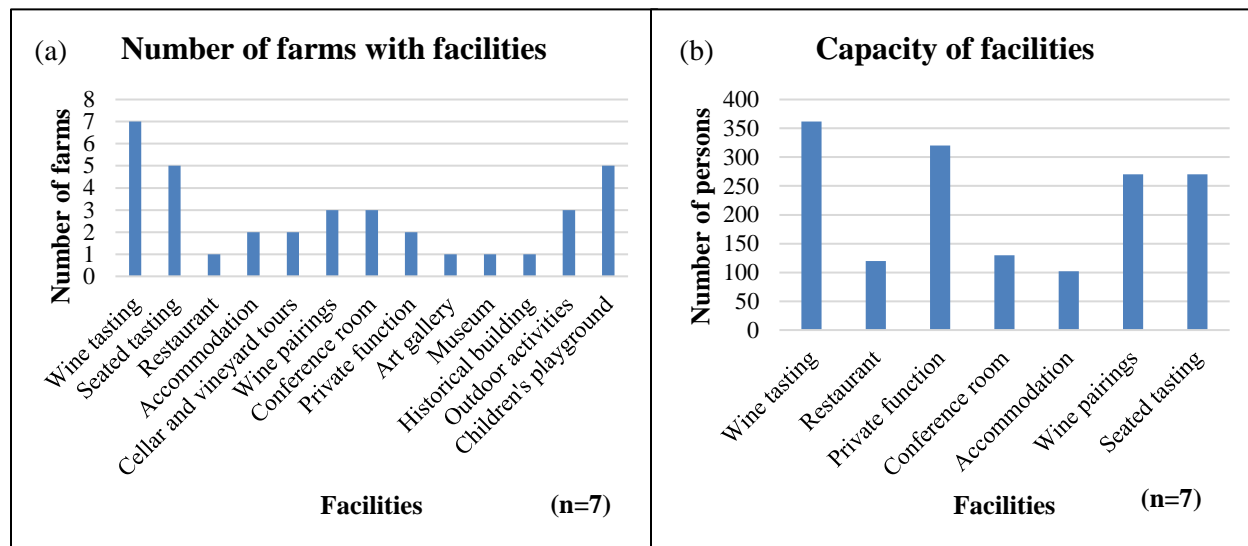 (a) Number of farms with facilities
Number of farms
8
7
6
5
4
3
2
1
0
Wine tasting
Seated tasting
Restaurant
Accommodation
Cellar and vineyard tours
Wine pairings
Conference room
Private function
Art gallery
Museum
Historical building
Outdoor activities
Children's playground
Facilities (n=7)
(b) Capacity of facilities
Number of persons
400
350
300
250
200
150
100
50
0
Wine tasting
Restaurant
Private function
Conference room
Accommodation
Wine pairings
Seated tasting
Facilities (n=7)